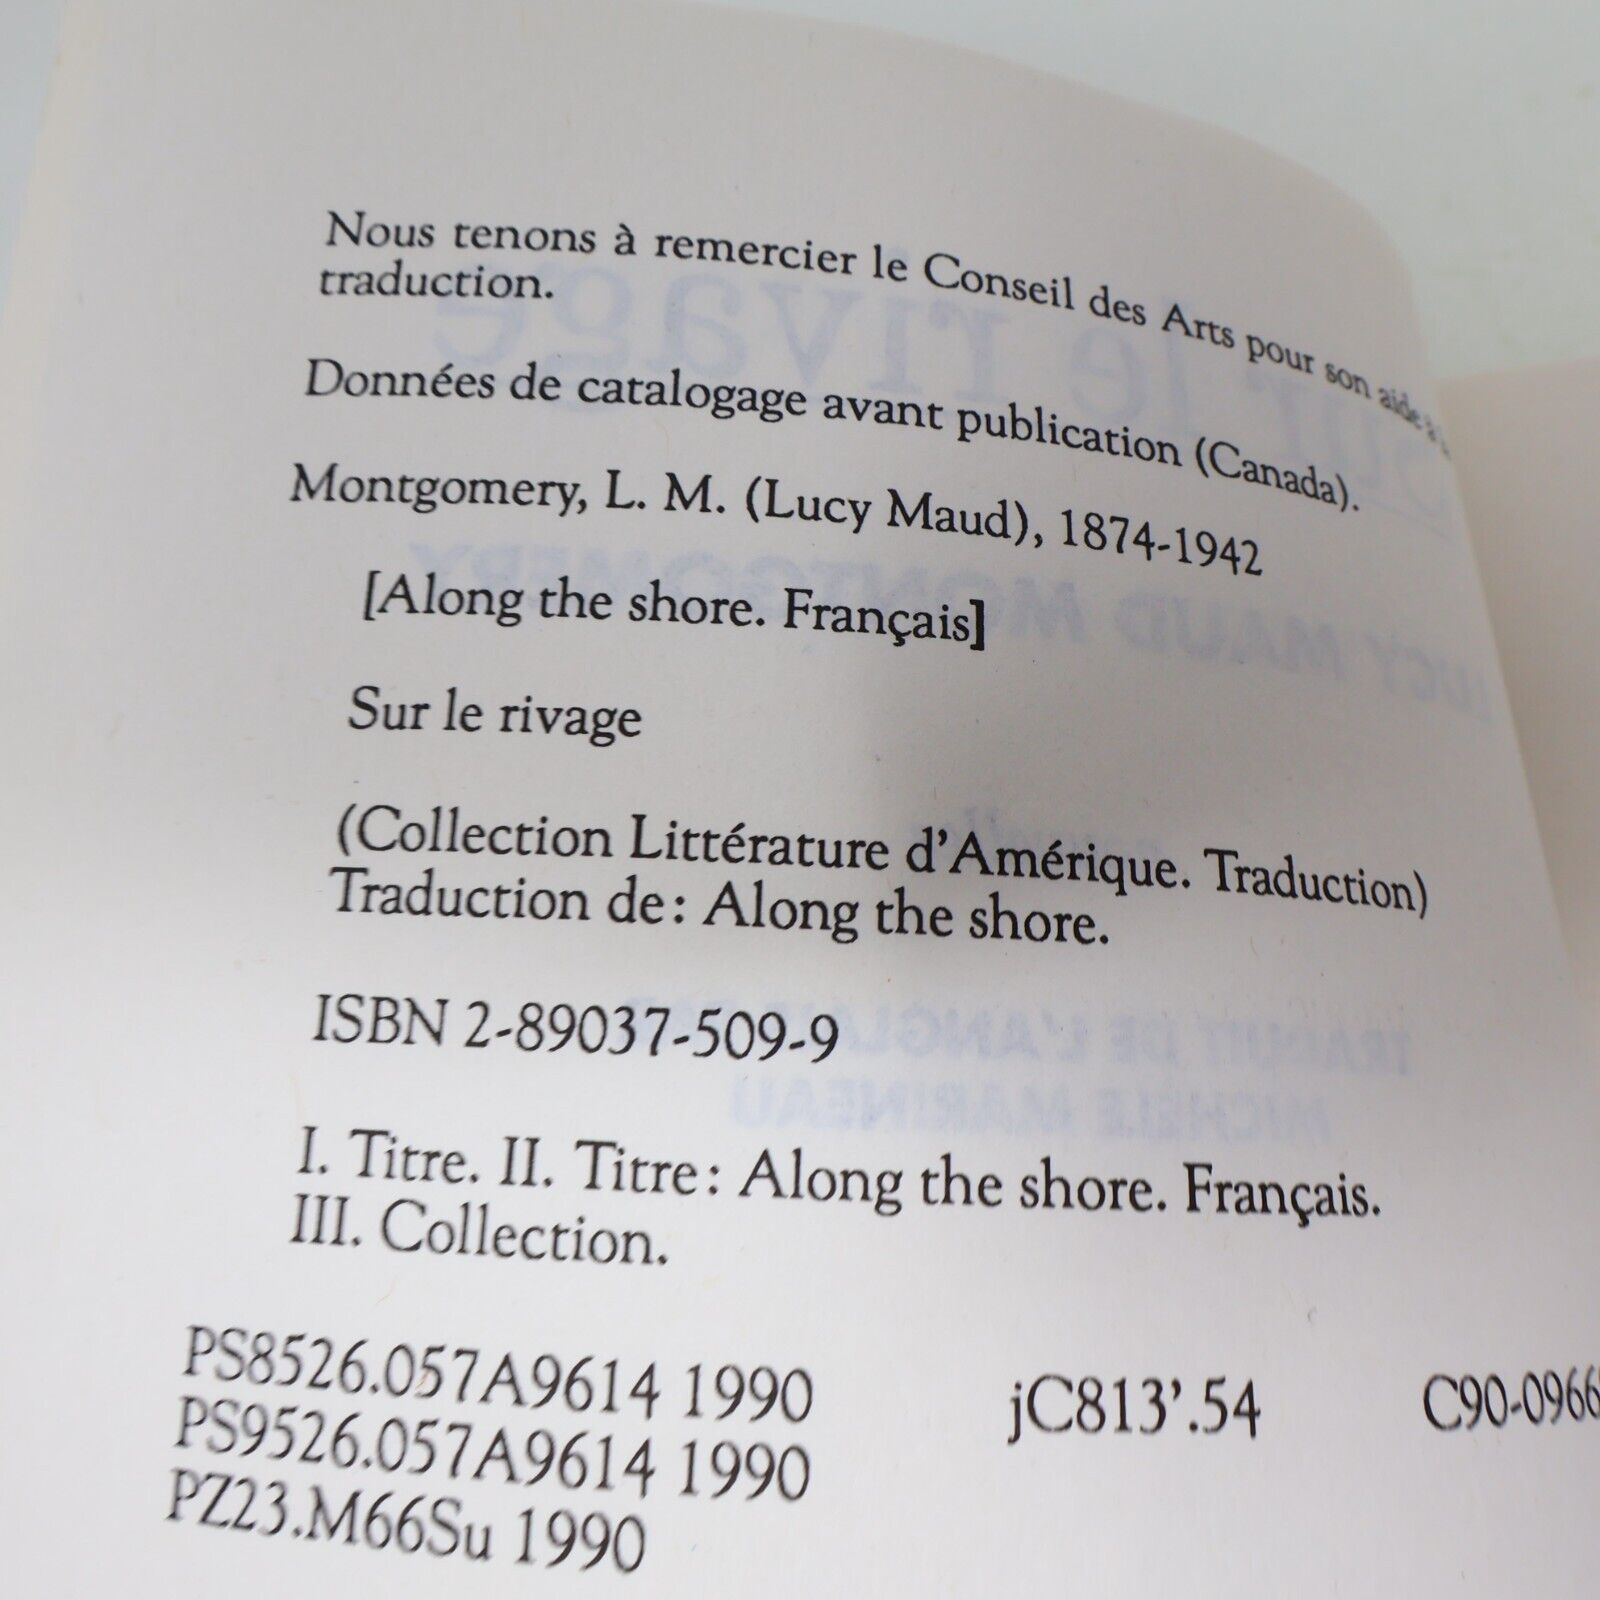 Nous tenons à remercier le Conseil des Arts pour son aide à
traduction.
Données de catalogage avant publication (Canada).
Montgomery, L. M. (Lucy Maud), 1874-1942
[Along the shore. Français]
Sur le rivage
(Collection Littérature d'Amérique. Traduction)
Traduction de: Along the shore.
ISBN 2-89037-509-9
I. Titre. II. Titre: Along the shore. Français.
III. Collection.
PS8526.057A9614 1990 jC813'.54 C90-0966
PS9526.057A9614 1990
PZ23.M66Su 1990